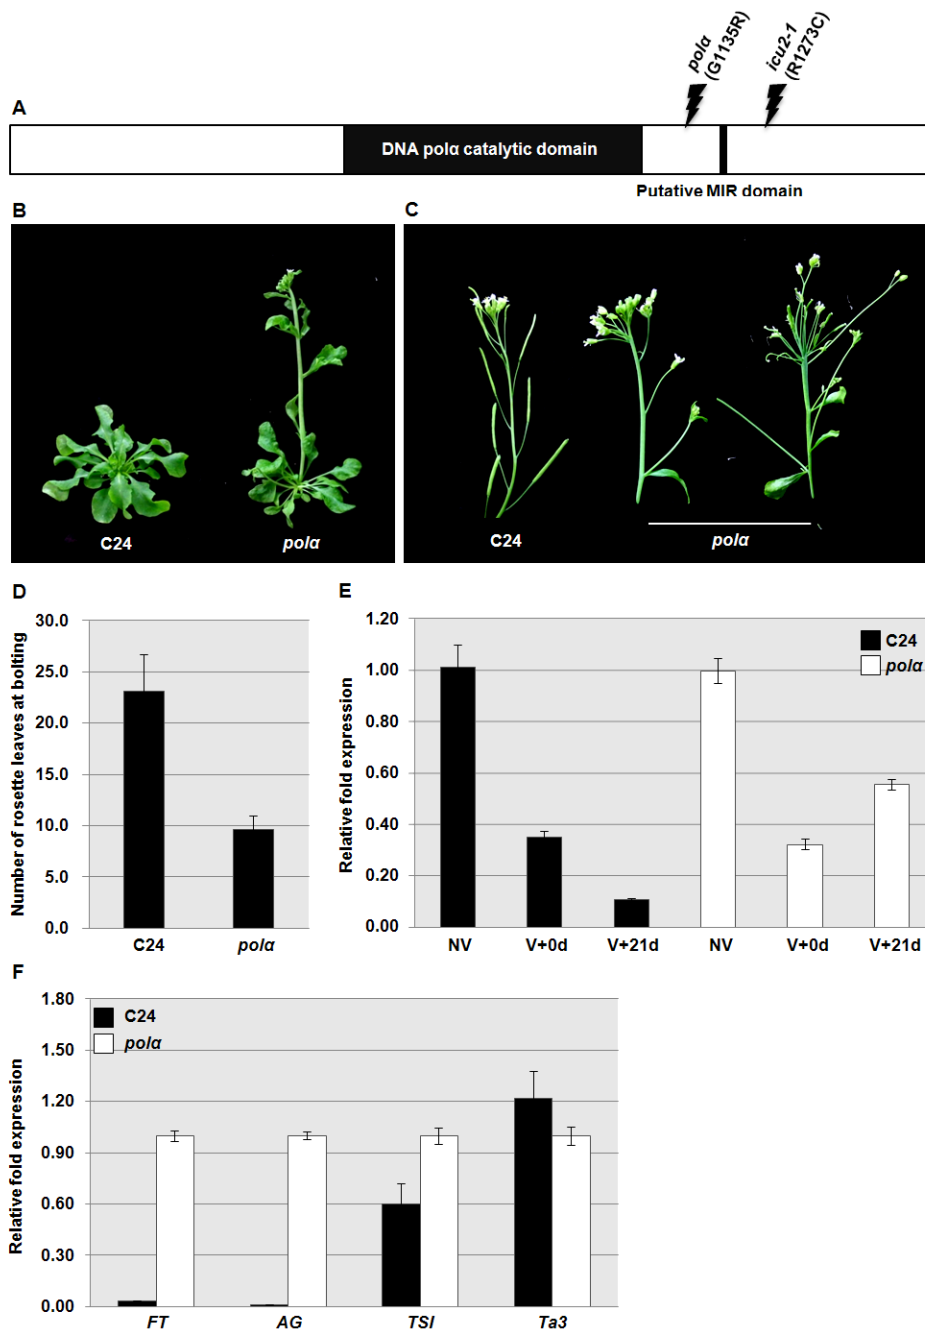 polα
(G1135R)
icu2-1
(R1273C)
A
DNA polα catalytic domain
Putative MIR domain
B
C
C24
polα
C24
polα
D
E
Number of rosette leaves at bolting
30.0
25.0
20.0
15.0
10.0
5.0
0.0
C24
polα
Relative fold expression
1.20
1.00
0.80
0.60
0.40
0.20
0.00
C24
polα
NV
V+0d
V+21d
NV
V+0d
V+21d
F
Relative fold expression
1.80
1.50
1.20
0.90
0.60
0.30
0.00
C24
polα
FT
AG
TSI
Ta3